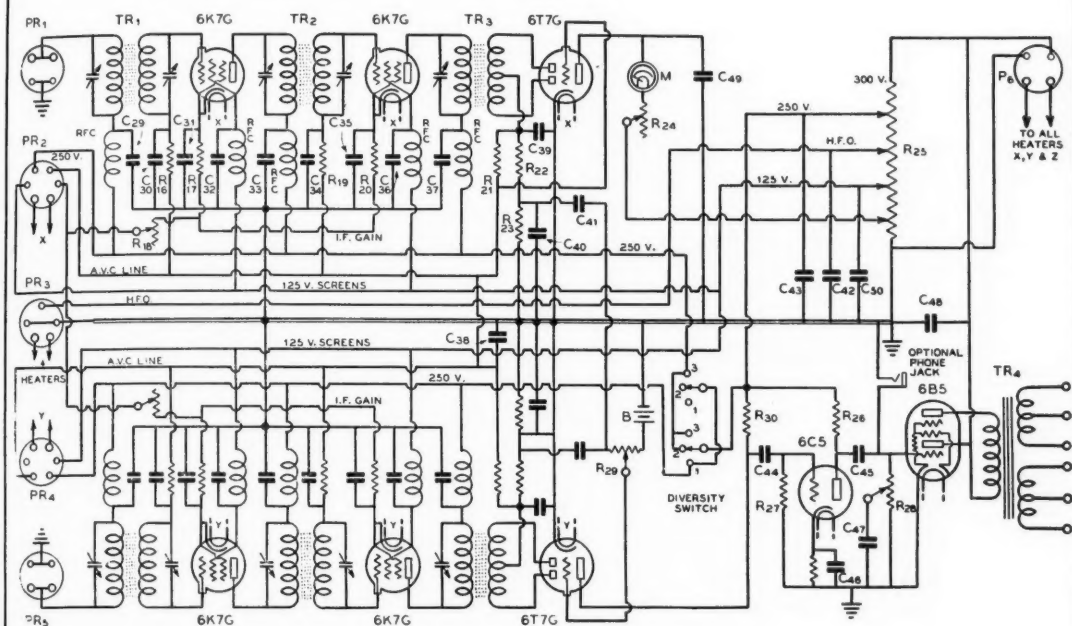 PR1 TR1 6K7G TR2 6K7G TR3 6T7G
C49
M
R24
300 V.
P6
250 V.
TO ALL HEATERS X,Y & Z
R25
H.F.O.
125 V.
C29 C31 X C35 X X
RFC RFC RFC RFC RFC
C39
R22
PR2
250 V.
C30 R16 R17 C32 C33 C34 R19 R20 C36 C37 R21
C41
R23
C40
X
R18
I.F. GAIN
250 V.
A.V.C LINE
PR3
125 V. SCREENS
H.F.O.
C43 C42 C50
C48
C38
HEATERS
125 V. SCREENS
A.V.C LINE
250 V.
OPTIONAL PHONE JACK
6B5
TR4
3
2
1
3
2
1
B
Y
I.F. GAIN
R30 R26
6C5
C44 C45
R29
PR4
DIVERSITY SWITCH
R27
R28
C47
C46
Y Y Y
PR5
6K7G 6K7G 6T7G